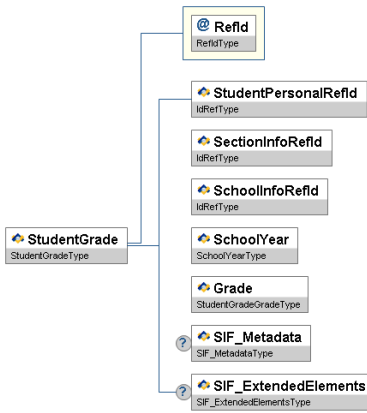 @ RefId
RefIdType
StudentPersonalRefId
IdRefType
SectionInfoRefId
IdRefType
SchoolInfoRefId
IdRefType
StudentGrade
StudentGradeType
SchoolYear
SchoolYearType
Grade
StudentGradeGradeType
? SIF_Metadata
SIF_MetadataType
? SIF_ExtendedElements
SIF_ExtendedElementsType